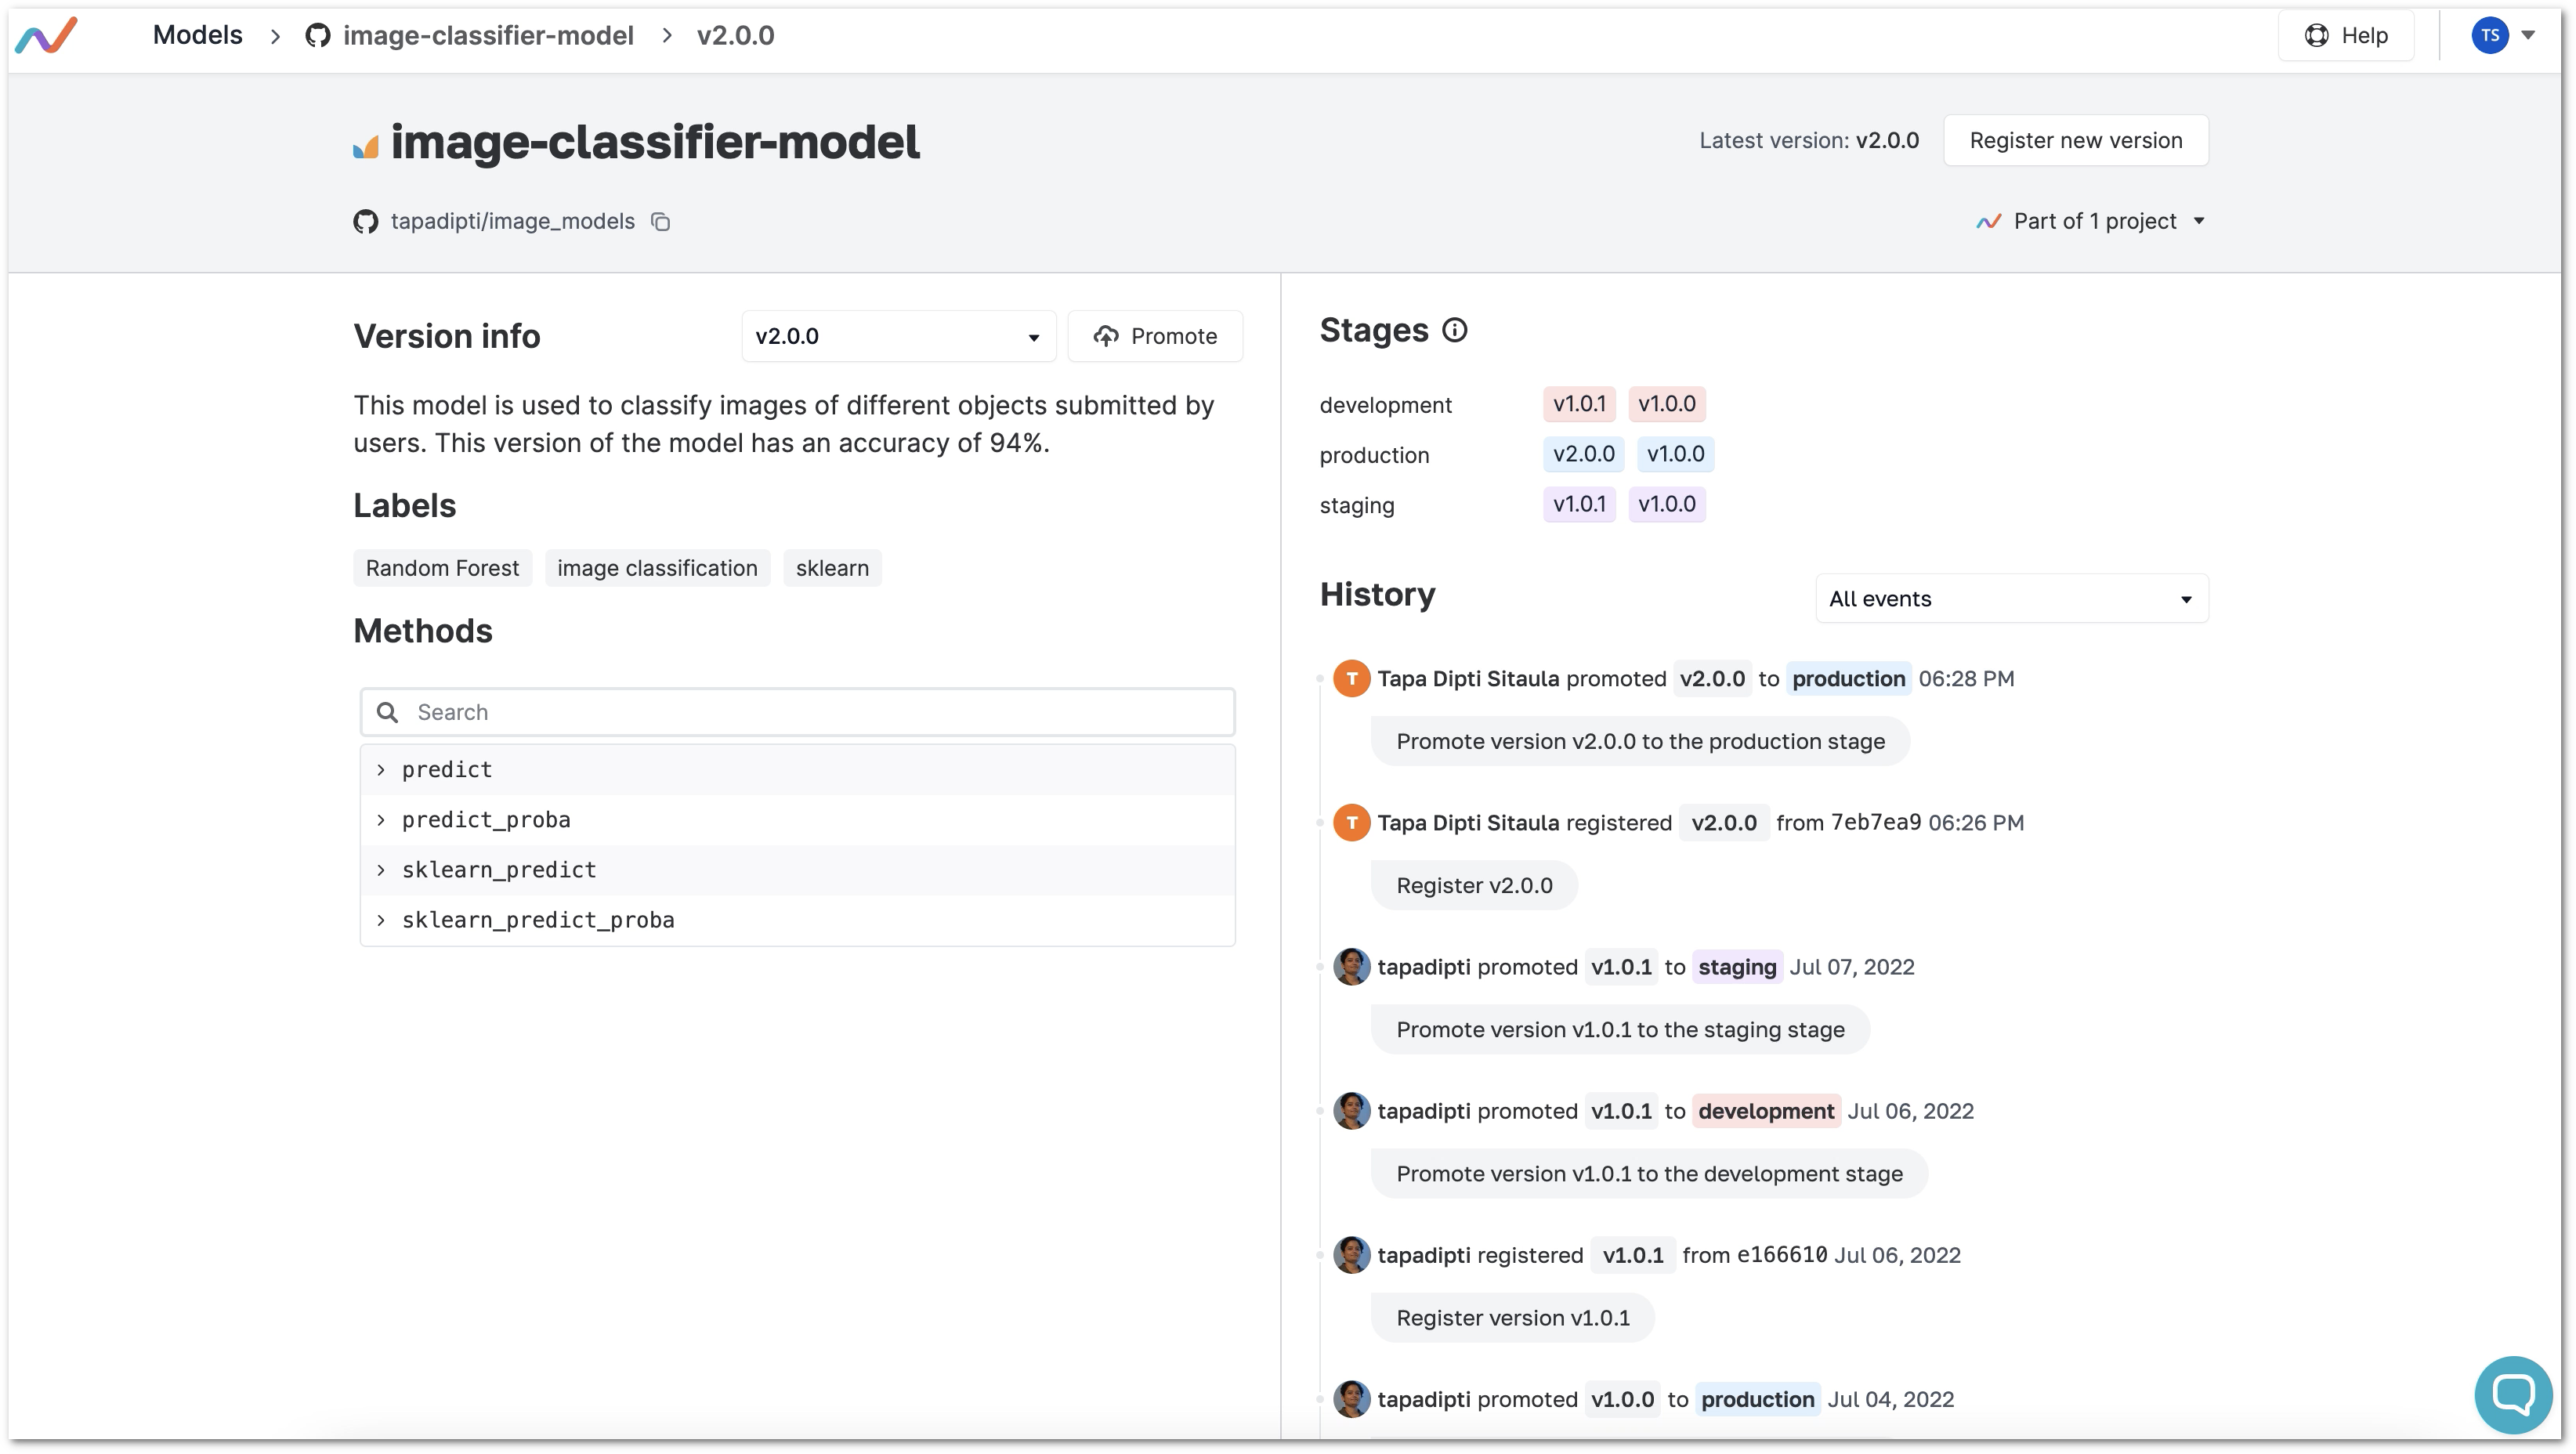 Models > image-classifier-model > v2.0.0
Help
TS
image-classifier-model
Latest version: v2.0.0
Register new version
tapadipti/image_models
Part of 1 project
Version info
v2.0.0
Promote
This model is used to classify images of different objects submitted by
users. This version of the model has an accuracy of 94%.
Labels
Random Forest image classification sklearn
Methods
Search
predict
predict_proba
sklearn_predict
sklearn_predict_proba
Stages
development v1.0.1 v1.0.0
production v2.0.0 v1.0.0
staging v1.0.1 v1.0.0
History
All events
T Tapa Dipti Sitaula promoted v2.0.0 to production 06:28 PM
Promote version v2.0.0 to the production stage
T Tapa Dipti Sitaula registered v2.0.0 from 7eb7ea9 06:26 PM
Register v2.0.0
tapadipti promoted v1.0.1 to staging Jul 07, 2022
Promote version v1.0.1 to the staging stage
tapadipti promoted v1.0.1 to development Jul 06, 2022
Promote version v1.0.1 to the development stage
tapadipti registered v1.0.1 from e166610 Jul 06, 2022
Register version v1.0.1
tapadipti promoted v1.0.0 to production Jul 04, 2022